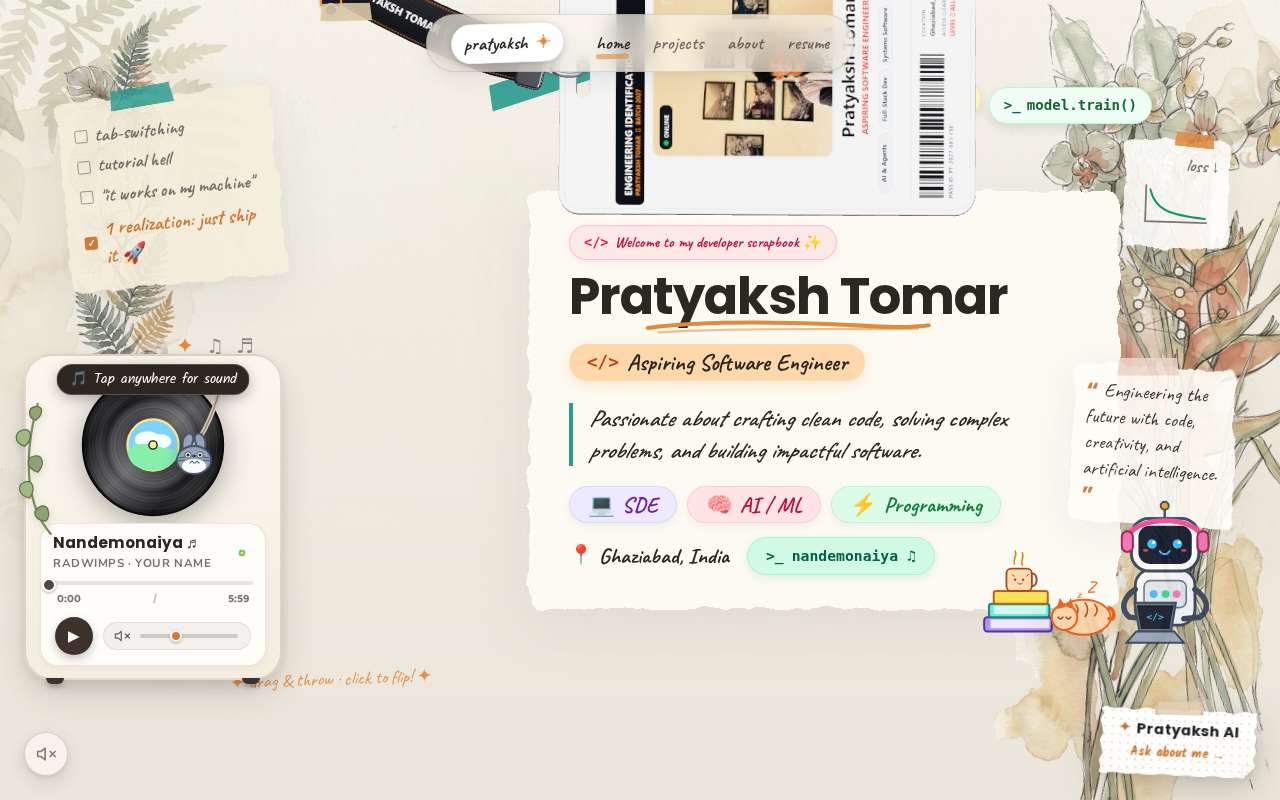 pratyaksh
home
projects
about
resume
>_ model.train()
tab-switching
tutorial hell
"it works on my machine"
1 realization: just ship
it 🚀
ENGINEERING IDENTIFICATI
PRATYAKSH TOMAR
BATCH 2027
ONLINE
Pratyaksh Tomar
ASPIRING SOFTWARE ENGINEER
AI & Agents
Full Stack Dev
Systems Software
loss ↓
</> Welcome to my developer scrapbook ✨
Pratyaksh Tomar
</> Aspiring Software Engineer
Passionate about crafting clean code, solving complex
problems, and building impactful software.
💻 SDE
🧠 AI / ML
⚡ Programming
📍 Ghaziabad, India
>_ nandemonaiya ♫
❝ Engineering the
future with code,
creativity, and
artificial intelligence.
❞
</>
🎵 Tap anywhere for sound
Nandemonaiya ♬
RADWIMPS · YOUR NAME
0:00
/
5:59
✦ drag & throw · click to flip! ✦
✦ Pratyaksh AI
Ask about me